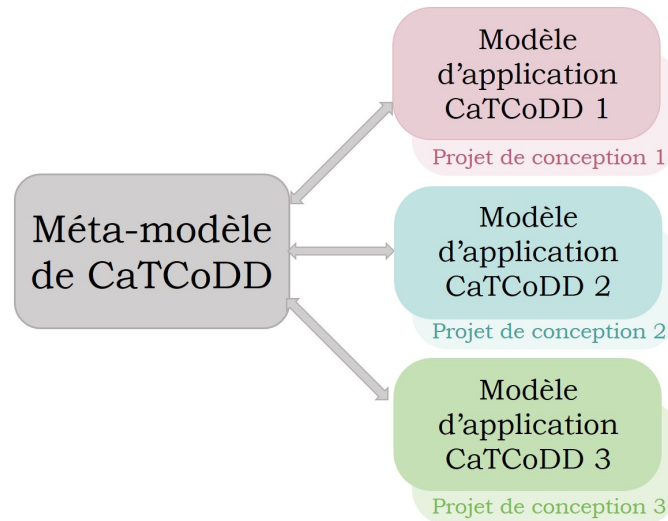 Méta-modèle
de CaTCoDD
Modèle
d'application
CaTCoDD 1
Projet de conception 1
Modèle
d'application
CaTCoDD 2
Projet de conception 2
Modèle
d'application
CaTCoDD 3
Projet de conception 3